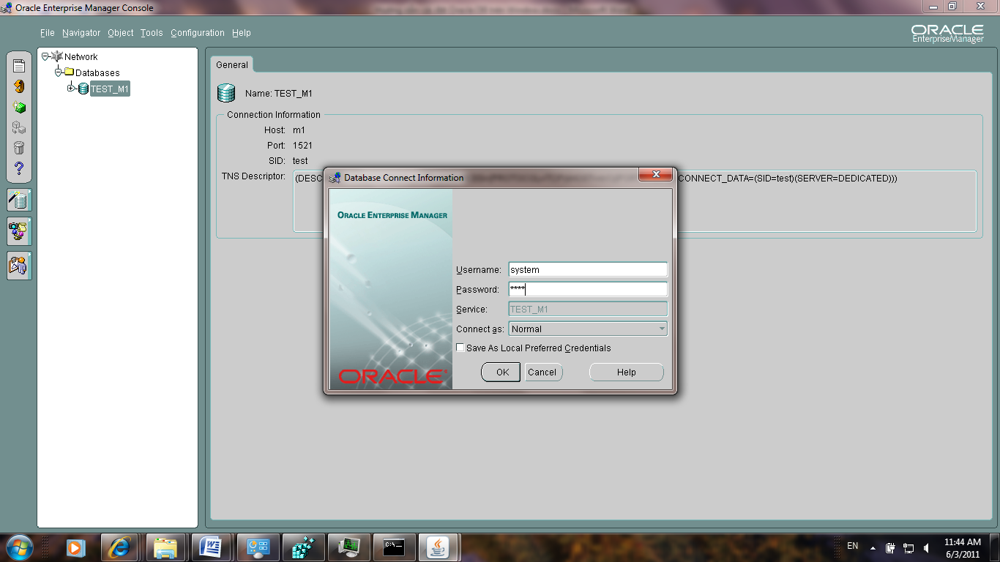 Oracle Enterprise Manager Console
File Navigator Object Tools Configuration Help
ORACLE
EnterpriseManager
Network
Databases
TEST_M1
General
Name: TEST_M1
Connection Information
Host: m1
Port: 1521
SID: test
TNS Descriptor: (DESC CONNECT_DATA=(SID=test)(SERVER=DEDICATED)))
Database Connect Information
ORACLE ENTERPRISE MANAGER
Username: system
Password: ****
Service: TEST_M1
Connect as: Normal
Save As Local Preferred Credentials
OK Cancel Help
ORACLE
EN
11:44 AM
6/3/2011